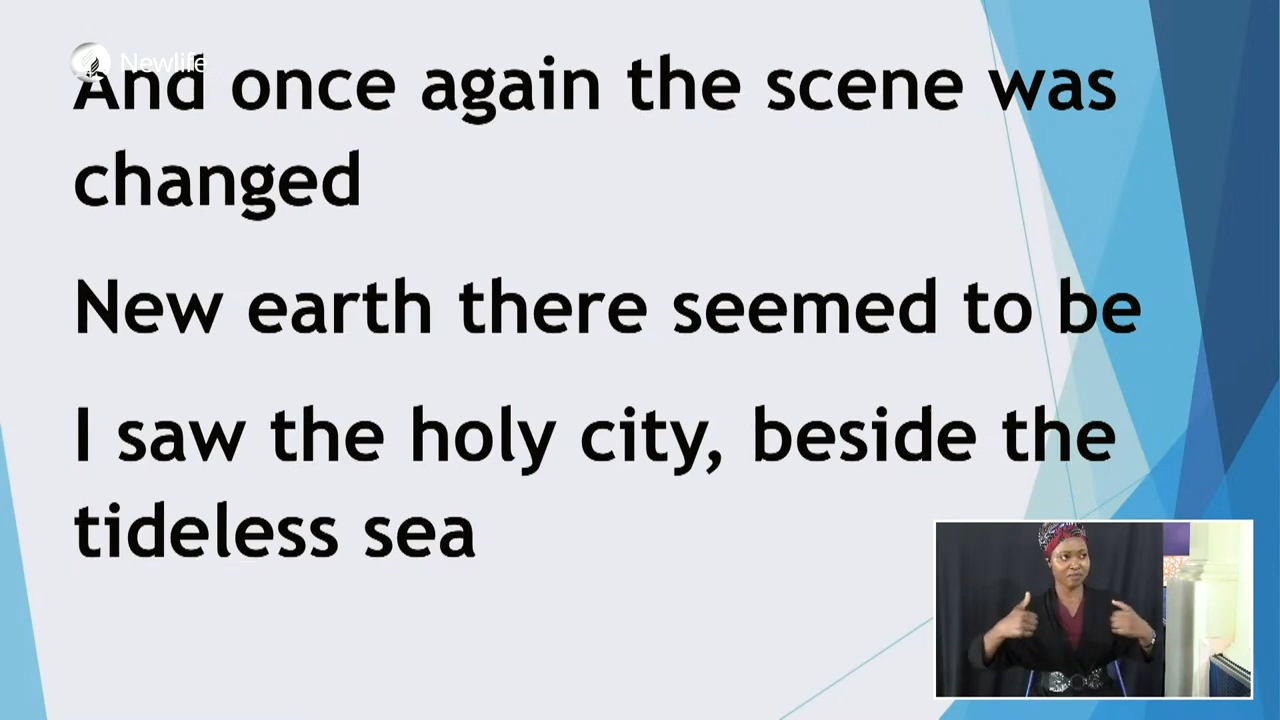 Newlife
And once again the scene was
changed
New earth there seemed to be
I saw the holy city, beside the
tideless sea